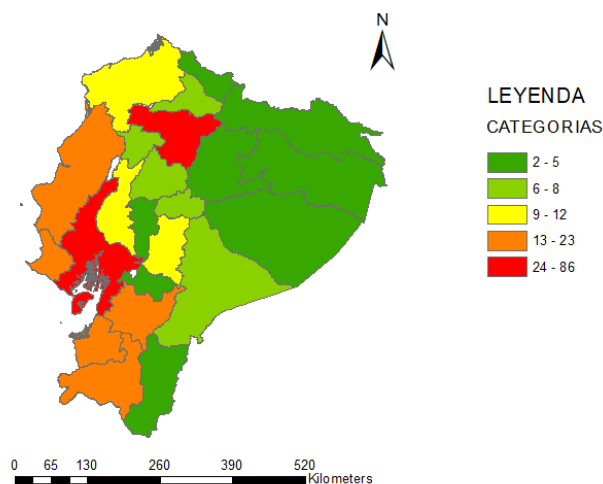 N
LEYENDA
CATEGORIAS
2 - 5
6 - 8
9 - 12
13 - 23
24 - 86
0 65 130 260 390 520
Kilometers